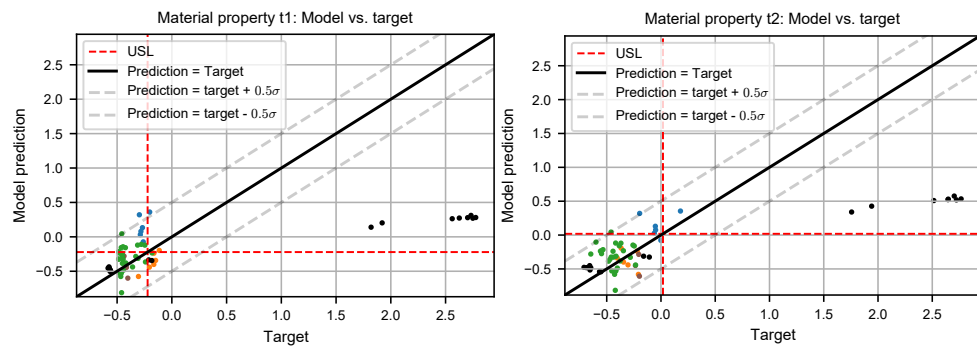 Material property t1: Model vs. target
USL
Prediction = Target
Prediction = target + 0.5σ
Prediction = target - 0.5σ
2.5
2.0
1.5
1.0
0.5
0.0
−0.5
Model prediction
−0.5 0.0 0.5 1.0 1.5 2.0 2.5
Target
Material property t2: Model vs. target
USL
Prediction = Target
Prediction = target + 0.5σ
Prediction = target - 0.5σ
2.5
2.0
1.5
1.0
0.5
0.0
−0.5
Model prediction
−0.5 0.0 0.5 1.0 1.5 2.0 2.5
Target